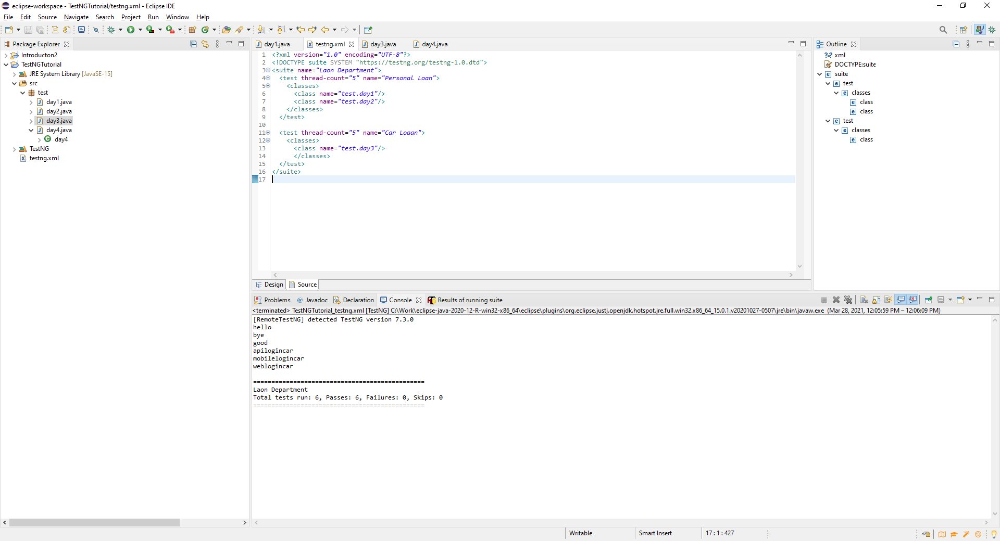 eclipse-workspace - TestNGTutorial/testng.xml - Eclipse IDE
File Edit Source Navigate Search Project Run Window Help
Package Explorer
Introducton2
TestNGTutorial
JRE System Library [JavaSE-15]
src
test
day1.java
day2.java
day3.java
day4.java
day4
TestNG
testng.xml
day1.java testng.xml day3.java day4.java
1 <?xml version="1.0" encoding="UTF-8"?>
2 <!DOCTYPE suite SYSTEM "https://testng.org/testng-1.0.dtd">
3 <suite name="Laon Department">
4 <test thread-count="5" name="Personal Loan">
5 <classes>
6 <class name="test.day1"/>
7 <class name="test.day2"/>
8 </classes>
9 </test>
10
11 <test thread-count="5" name="Car Loaan">
12 <classes>
13 <class name="test.day3"/>
14 </classes>
15 </test>
16 </suite>
17
Design Source
Outline
?-? xml
DOCTYPE:suite
suite
test
classes
class
class
test
classes
class
Problems @ Javadoc Declaration Console Results of running suite
<terminated> TestNGTutorial_testng.xml [TestNG] C:\Work\eclipse-java-2020-12-R-win32-x86_64\eclipse\plugins\org.eclipse.justj.openjdk.hotspot.jre.full.win32.x86_64_15.0.1.v20201027-0507\jre\bin\javaw.exe (Mar 28, 2021, 12:05:59 PM – 12:06:09 PM)
[RemoteTestNG] detected TestNG version 7.3.0
hello
bye
good
apilogincar
mobilelogincar
weblogincar
===============================================
Laon Department
Total tests run: 6, Passes: 6, Failures: 0, Skips: 0
===============================================
Writable Smart Insert 17 : 1 : 427